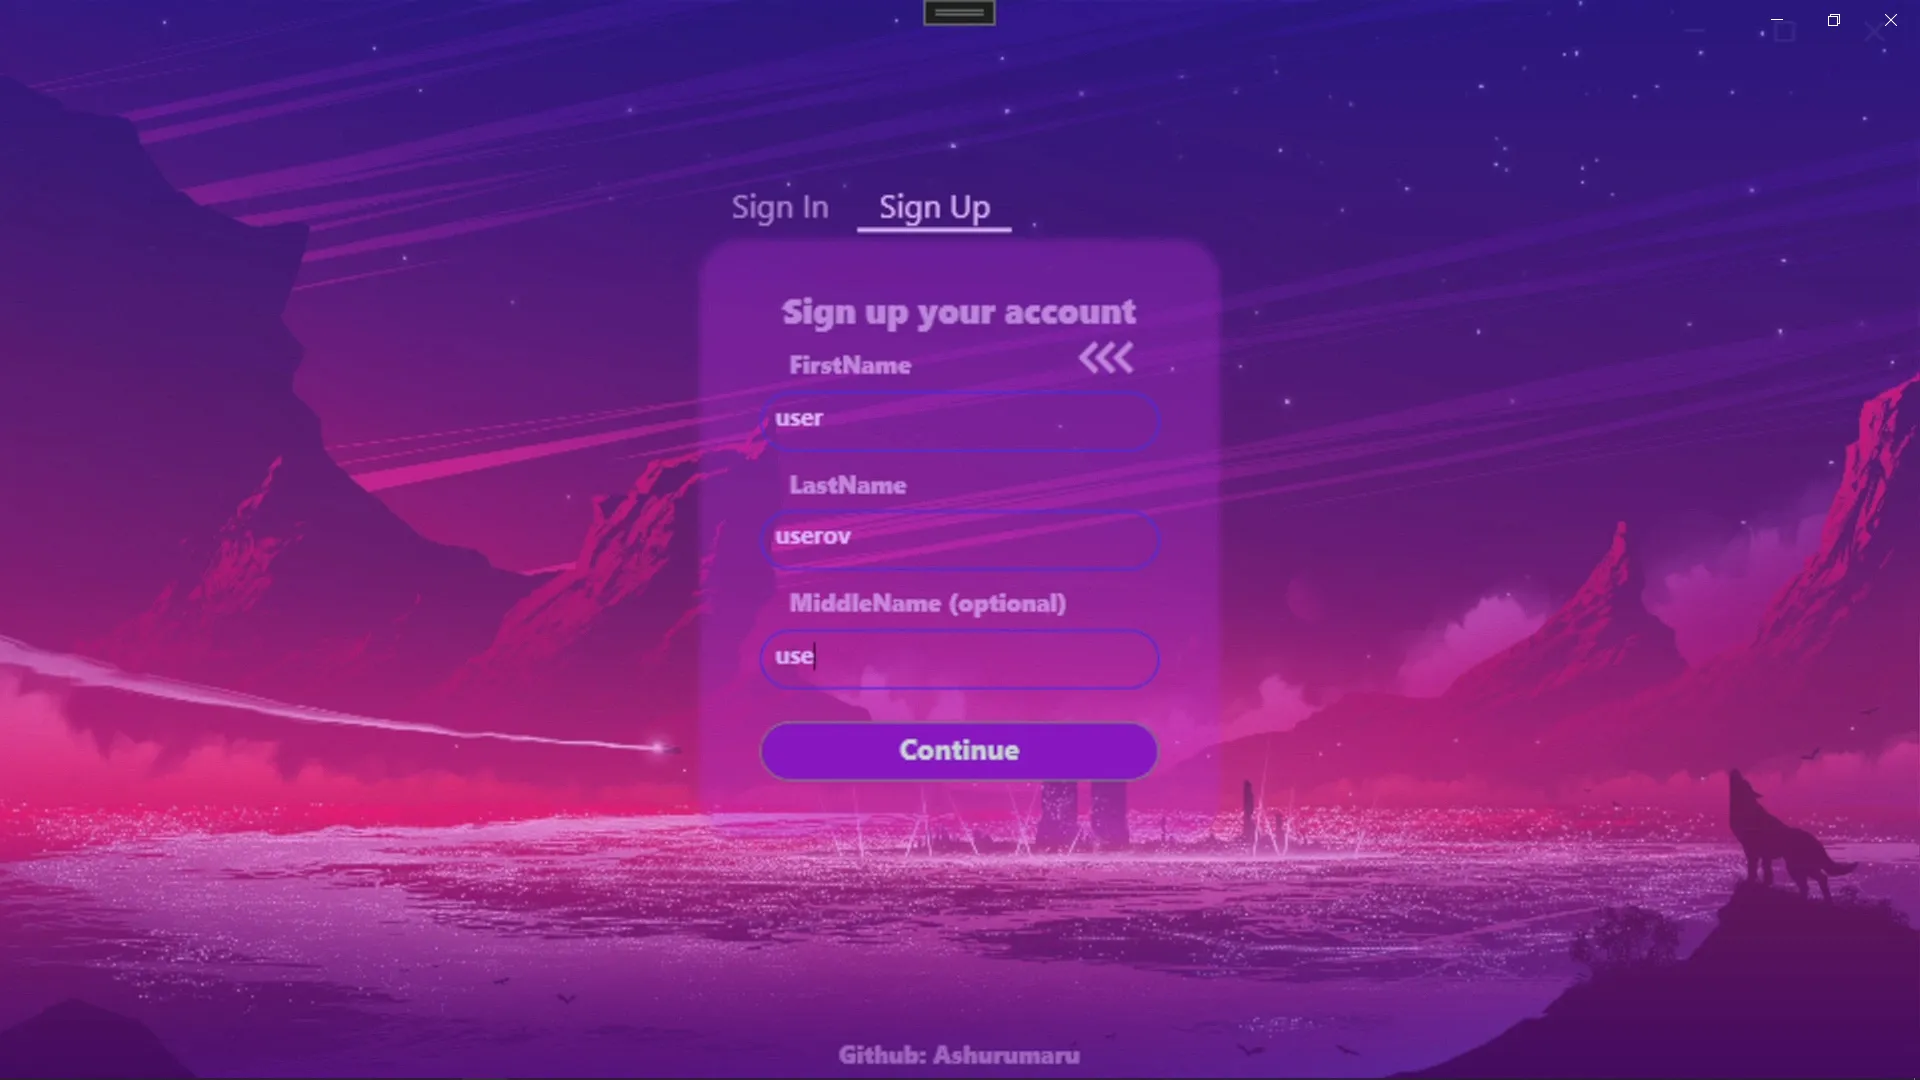 Sign In Sign Up
Sign up your account
FirstName
user
LastName
userov
MiddleName (optional)
use
Continue
Github: Ashurumaru